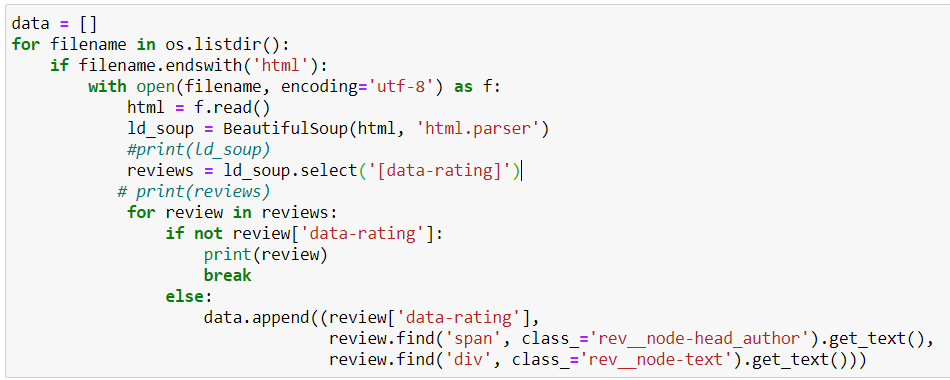 data = []
for filename in os.listdir():
    if filename.endswith('html'):
        with open(filename, encoding='utf-8') as f:
            html = f.read()
            ld_soup = BeautifulSoup(html, 'html.parser')
            #print(ld_soup)
            reviews = ld_soup.select('[data-rating]')
           # print(reviews)
            for review in reviews:
                if not review['data-rating']:
                    print(review)
                    break
                else:
                    data.append((review['data-rating'],
                                 review.find('span', class_='rev__node-head_author').get_text(),
                                 review.find('div', class_='rev__node-text').get_text()))